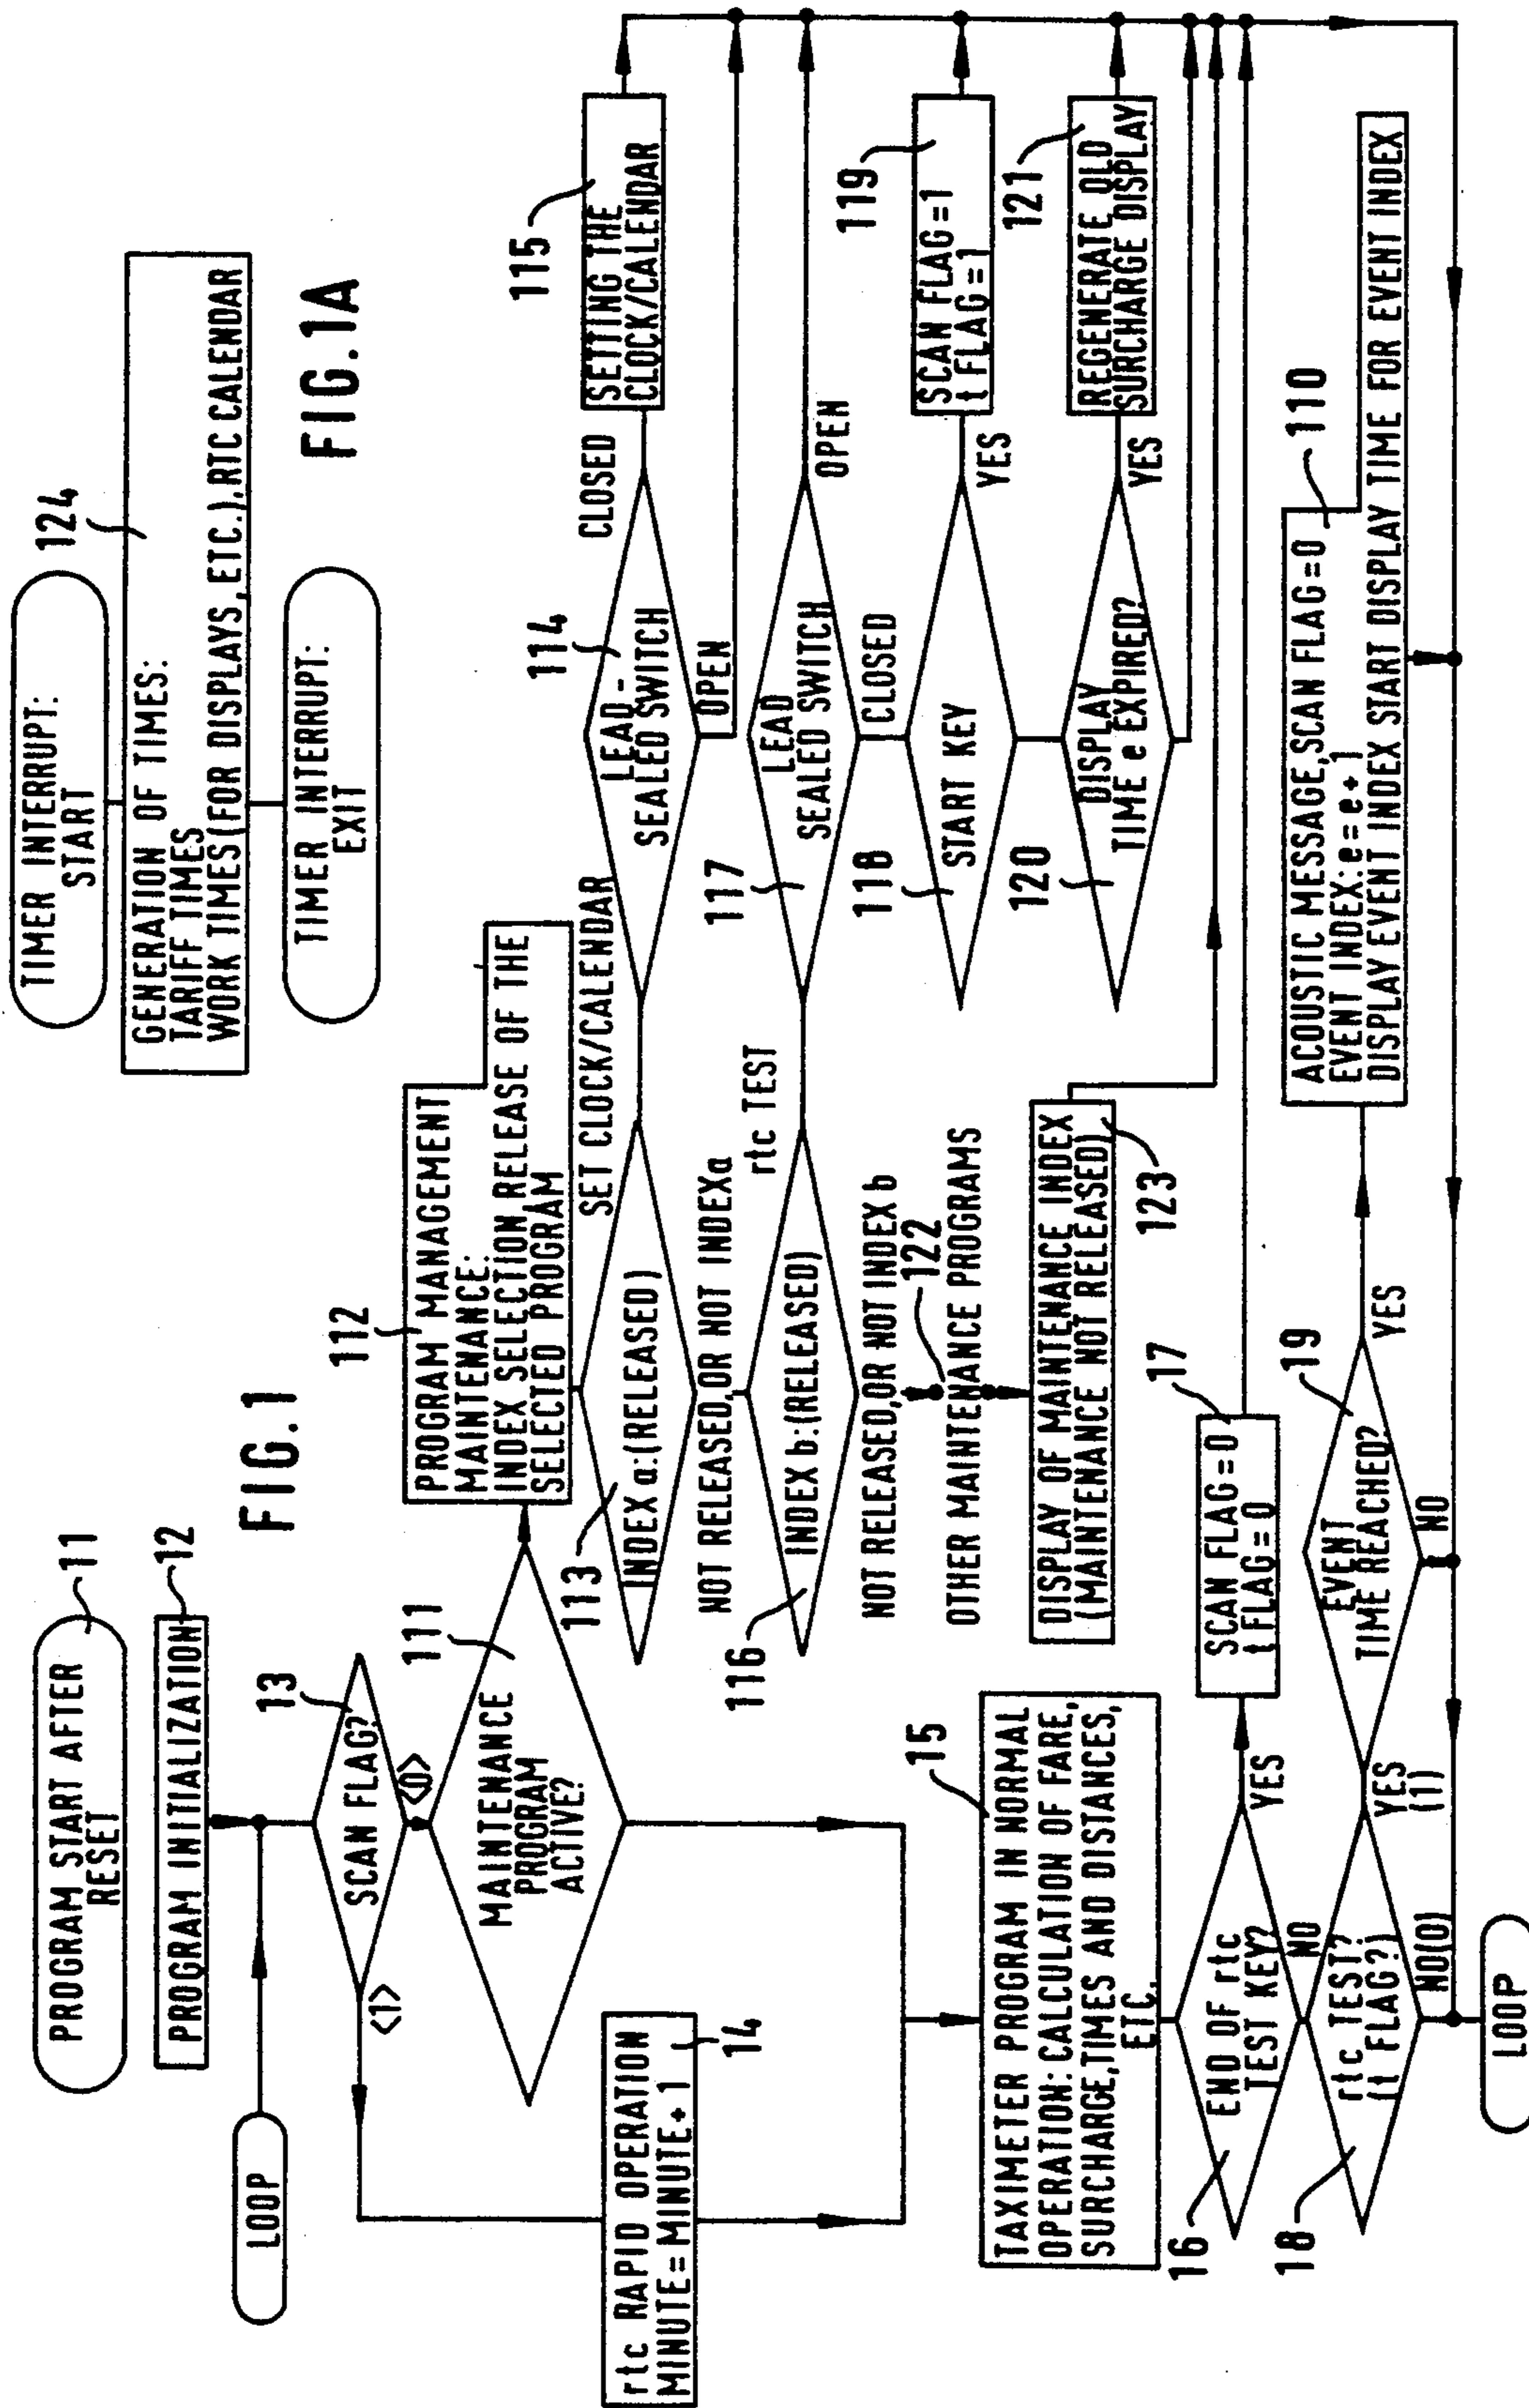 FIG.1
PROGRAM START AFTER
RESET
11
PROGRAM INITIALIZATION
12
LOOP
SCAN FLAG?
13
<1>
<0>
MAINTENANCE
PROGRAM
ACTIVE?
111
rtc RAPID OPERATION
MINUTE=MINUTE+1
14
TAXIMETER PROGRAM IN NORMAL
OPERATION: CALCULATION OF FARE,
SURCHARGE,TIMES AND DISTANCES,
ETC.
15
END OF rtc
TEST KEY?
16
YES
NO
SCAN FLAG=0
t FLAG=0
17
rtc TEST?
(t FLAG?)
18
YES
(1)
NO(0)
EVENT
TIME REACHED?
19
YES
NO
ACOUSTIC MESSAGE,SCAN FLAG=0
EVENT INDEX:e=e+1
DISPLAY EVENT INDEX START DISPLAY TIME FOR EVENT INDEX
110
LOOP
PROGRAM MANAGEMENT
MAINTENANCE:
INDEX SELECTION,RELEASE OF THE
SELECTED PROGRAM
112
INDEX a:(RELEASED)
113
SET CLOCK/CALENDAR
NOT RELEASED,OR NOT INDEX a
LEAD-
SEALED SWITCH
114
CLOSED
OPEN
SETTING THE
CLOCK/CALENDAR
115
INDEX b:(RELEASED)
116
rtc TEST
NOT RELEASED,OR NOT INDEX b
LEAD
SEALED SWITCH
117
OPEN
CLOSED
START KEY
118
YES
SCAN FLAG=1
t FLAG=1
119
DISPLAY
TIME e EXPIRED?
120
YES
REGENERATE OLD
SURCHARGE DISPLAY
121
122
OTHER MAINTENANCE PROGRAMS
DISPLAY OF MAINTENANCE INDEX
(MAINTENANCE NOT RELEASED)
123
TIMER INTERRUPT:
START
GENERATION OF TIMES:
TARIFF TIMES
WORK TIMES(FOR DISPLAYS, ETC.),RTC CALENDAR
124
TIMER INTERRUPT:
EXIT
FIG.1A